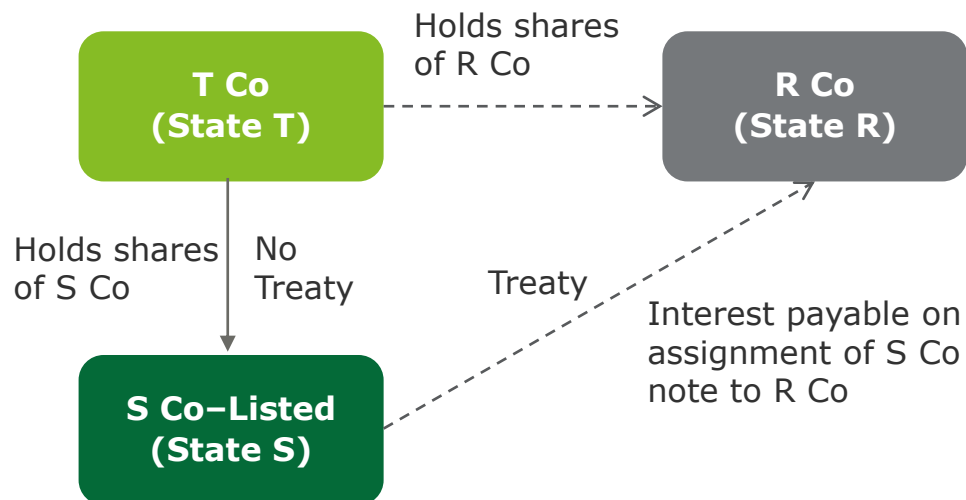 Holds shares
of R Co
T Co
(State T)
R Co
(State R)
Holds shares
of S Co
No
Treaty
Treaty
Interest payable on
assignment of S Co
note to R Co
S Co–Listed
(State S)